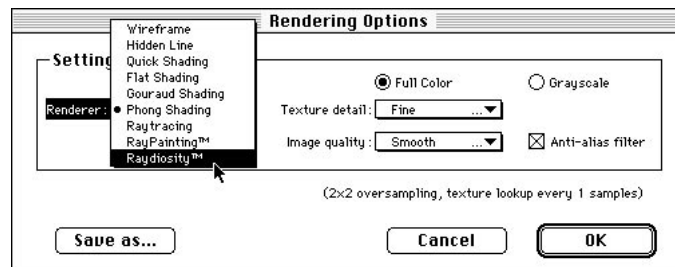 Rendering Options
Wireframe
Hidden Line
Quick Shading
Flat Shading
Gouraud Shading
Phong Shading
Raytracing
RayPainting™
Raydiosity™
Setting
Renderer:
Full Color
Grayscale
Texture detail: Fine ...
Image quality: Smooth ...
Anti-alias filter
(2x2 oversampling, texture lookup every 1 samples)
Save as...
Cancel
OK